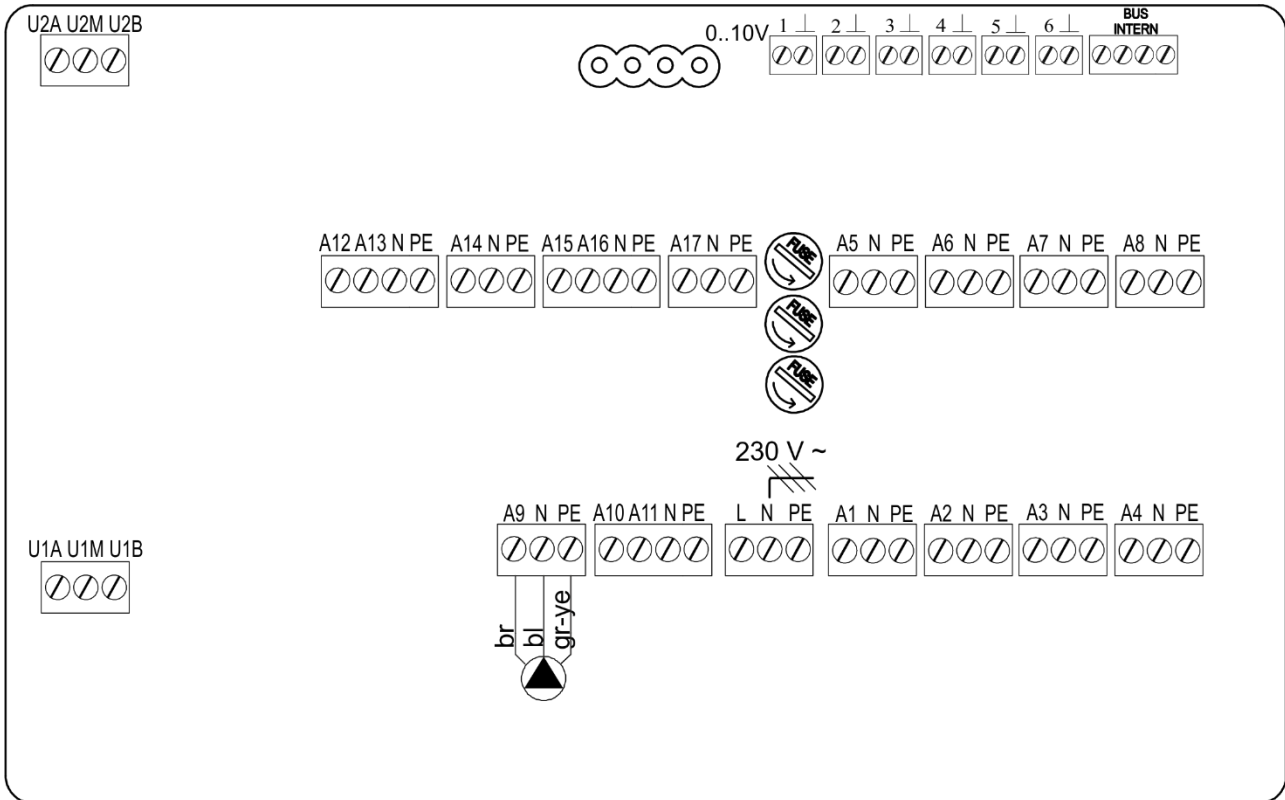 U2A U2M U2B
0..10V 1 ⊥ 2 ⊥ 3 ⊥ 4 ⊥ 5 ⊥ 6 ⊥
BUS
INTERN
A12 A13 N PE A14 N PE A15 A16 N PE A17 N PE A5 N PE A6 N PE A7 N PE A8 N PE
FUSE
FUSE
FUSE
230 V ~
A9 N PE A10 A11 N PE L N PE A1 N PE A2 N PE A3 N PE A4 N PE
U1A U1M U1B
br bl gr-ye